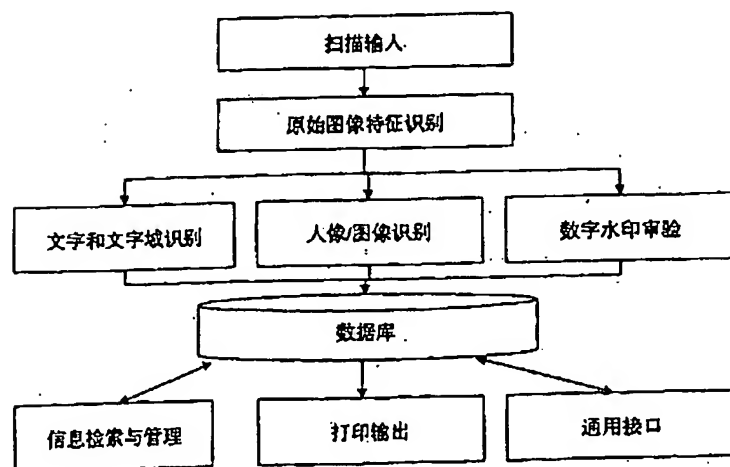 扫描输入
原始图像特征识别
文字和文字域识别
人像/图像识别
数字水印审验
数据库
信息检索与管理
打印输出
通用接口